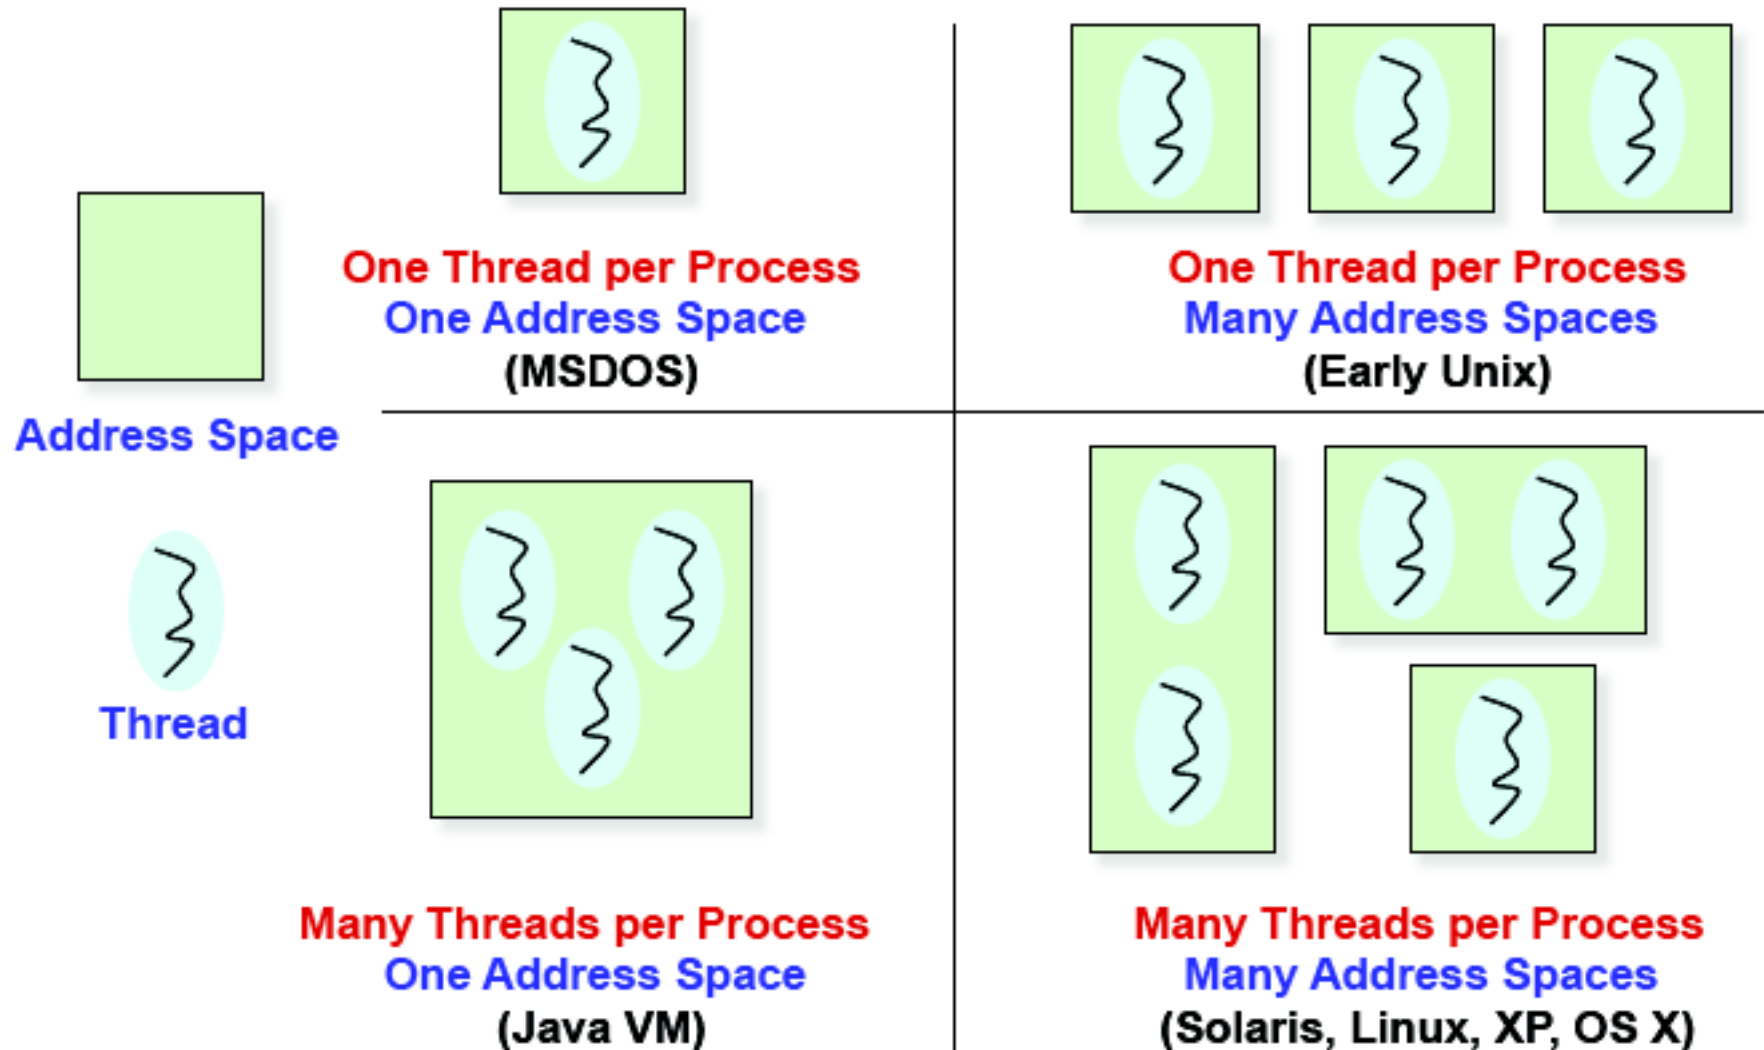 Address Space
Thread
One Thread per Process
One Address Space
(MSDOS)
One Thread per Process
Many Address Spaces
(Early Unix)
Many Threads per Process
One Address Space
(Java VM)
Many Threads per Process
Many Address Spaces
(Solaris, Linux, XP, OS X)